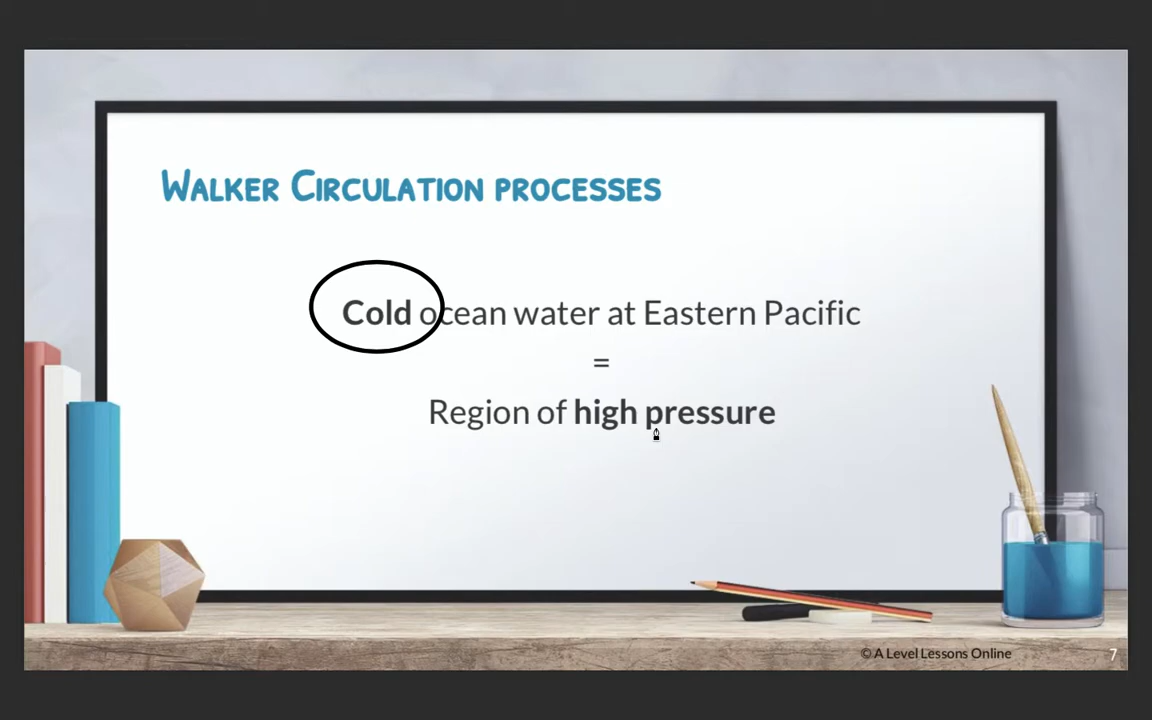 Walker Circulation processes
Cold ocean water at Eastern Pacific
=
Region of high pressure
© A Level Lessons Online
7